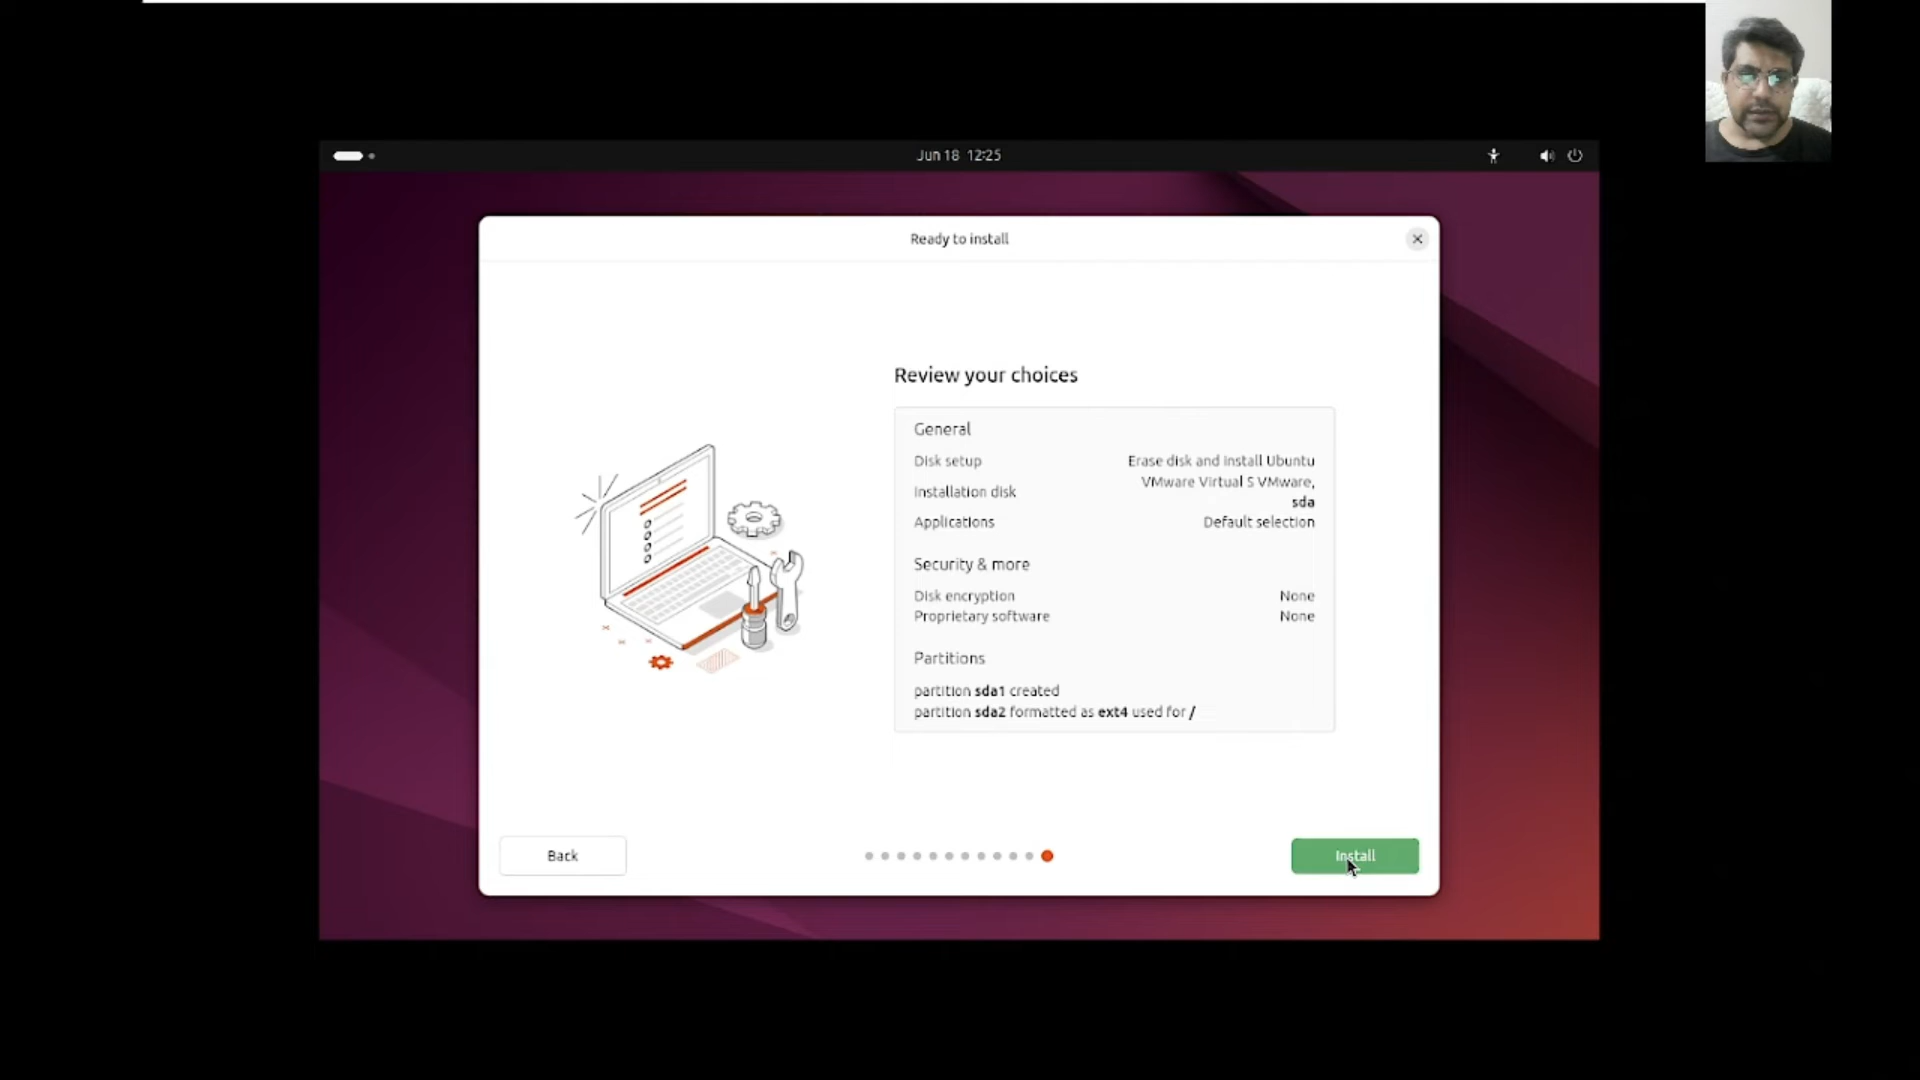 Jun 18 12:25
Ready to install
Review your choices
General
Disk setup Erase disk and install Ubuntu
Installation disk VMware Virtual S VMware,
sda
Applications Default selection
Security & more
Disk encryption None
Proprietary software None
Partitions
partition sda1 created
partition sda2 formatted as ext4 used for /
Back
Install